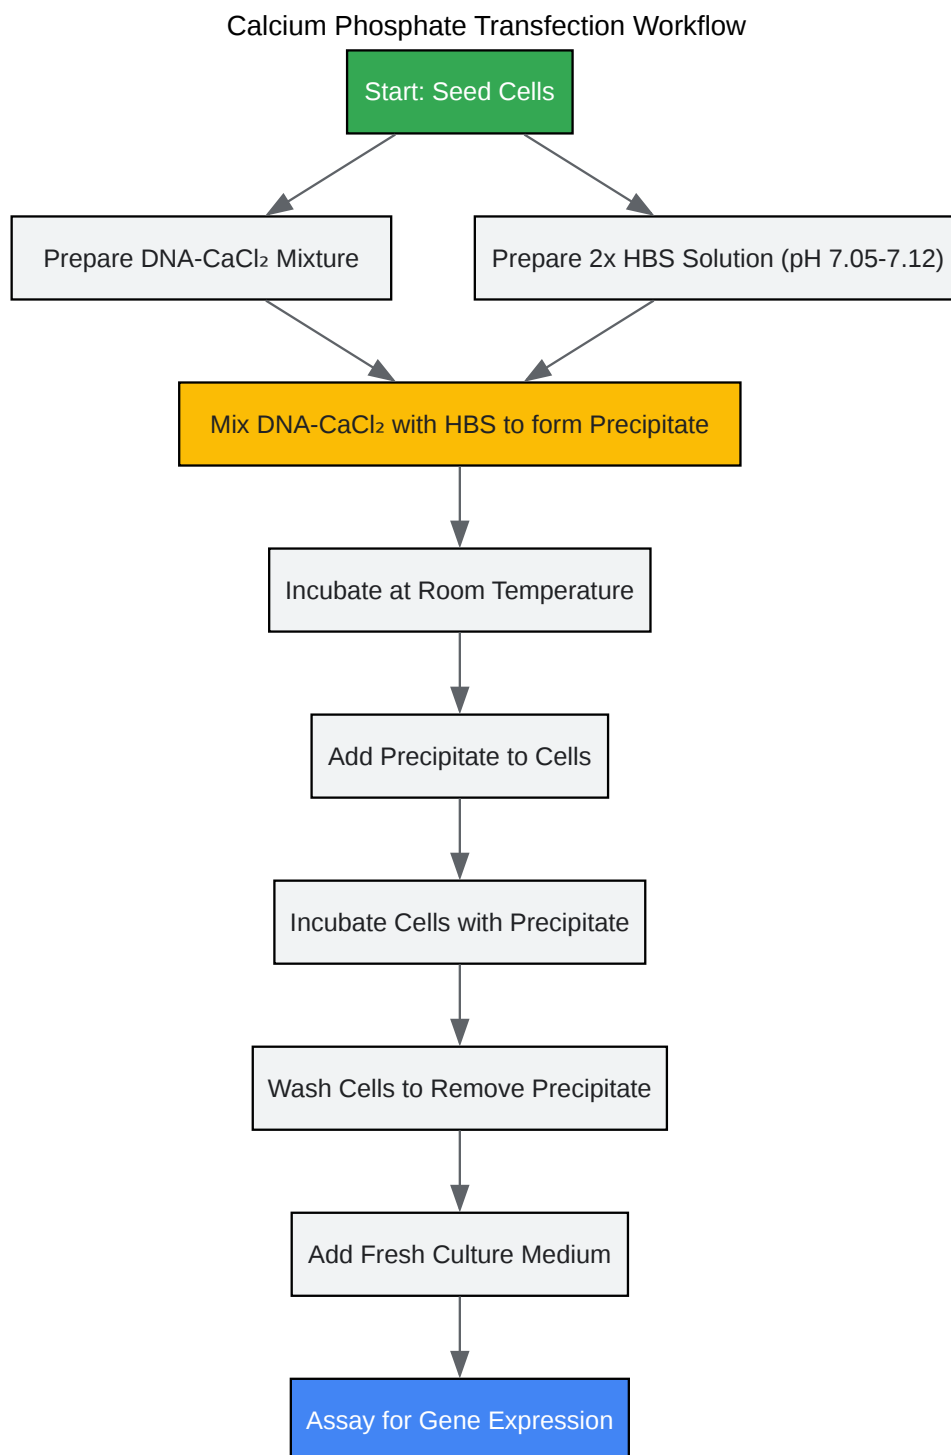 Calcium Phosphate Transfection Workflow
Start: Seed Cells
Prepare DNA-CaCl₂ Mixture
Prepare 2x HBS Solution (pH 7.05-7.12)
Mix DNA-CaCl₂ with HBS to form Precipitate
Incubate at Room Temperature
Add Precipitate to Cells
Incubate Cells with Precipitate
Wash Cells to Remove Precipitate
Add Fresh Culture Medium
Assay for Gene Expression